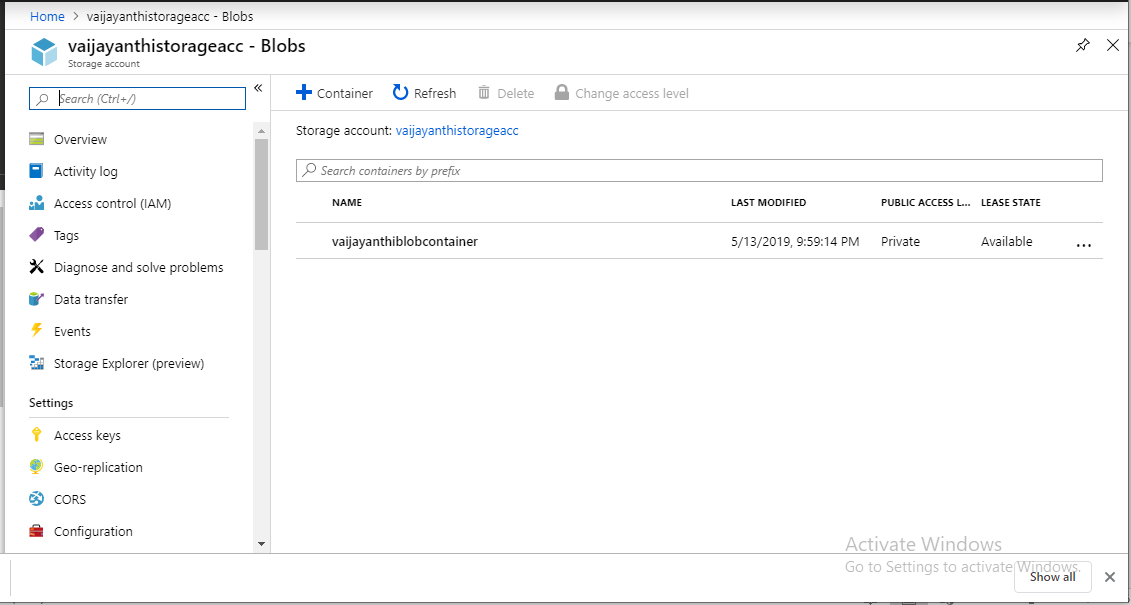 Home > vaijayanthistorageacc - Blobs
vaijayanthistorageacc - Blobs
Storage account
Search (Ctrl+/)
«
Overview
Activity log
Access control (IAM)
Tags
Diagnose and solve problems
Data transfer
Events
Storage Explorer (preview)
Settings
Access keys
Geo-replication
CORS
Configuration
Container Refresh Delete Change access level
Storage account: vaijayanthistorageacc
Search containers by prefix
NAME LAST MODIFIED PUBLIC ACCESS L... LEASE STATE
vaijayanthiblobcontainer 5/13/2019, 9:59:14 PM Private Available ...
Activate Windows
Go to Settings to activate Windows.
Show all